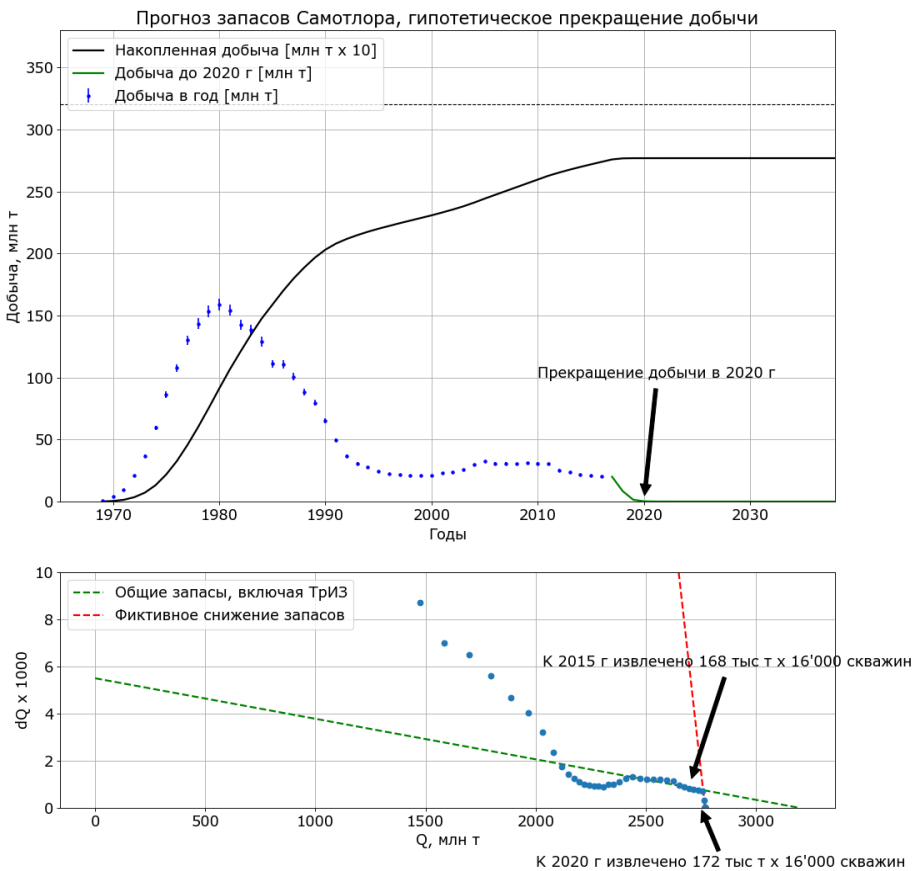 Прогноз запасов Самотлора, гипотетическое прекращение добычи
Накопленная добыча [млн т x 10]
Добыча до 2020 г [млн т]
Добыча в год [млн т]
350
300
250
200
150
100
50
0
Добыча, млн т
Прекращение добычи в 2020 г
1970 1980 1990 2000 2010 2020 2030
Годы
Общие запасы, включая ТрИЗ
Фиктивное снижение запасов
10
8
6
4
2
0
dQ x 1000
K 2015 г извлечено 168 тыс т x 16'000 скважин
0 500 1000 1500 2000 2500 3000
Q, млн т
K 2020 г извлечено 172 тыс т x 16'000 скважин